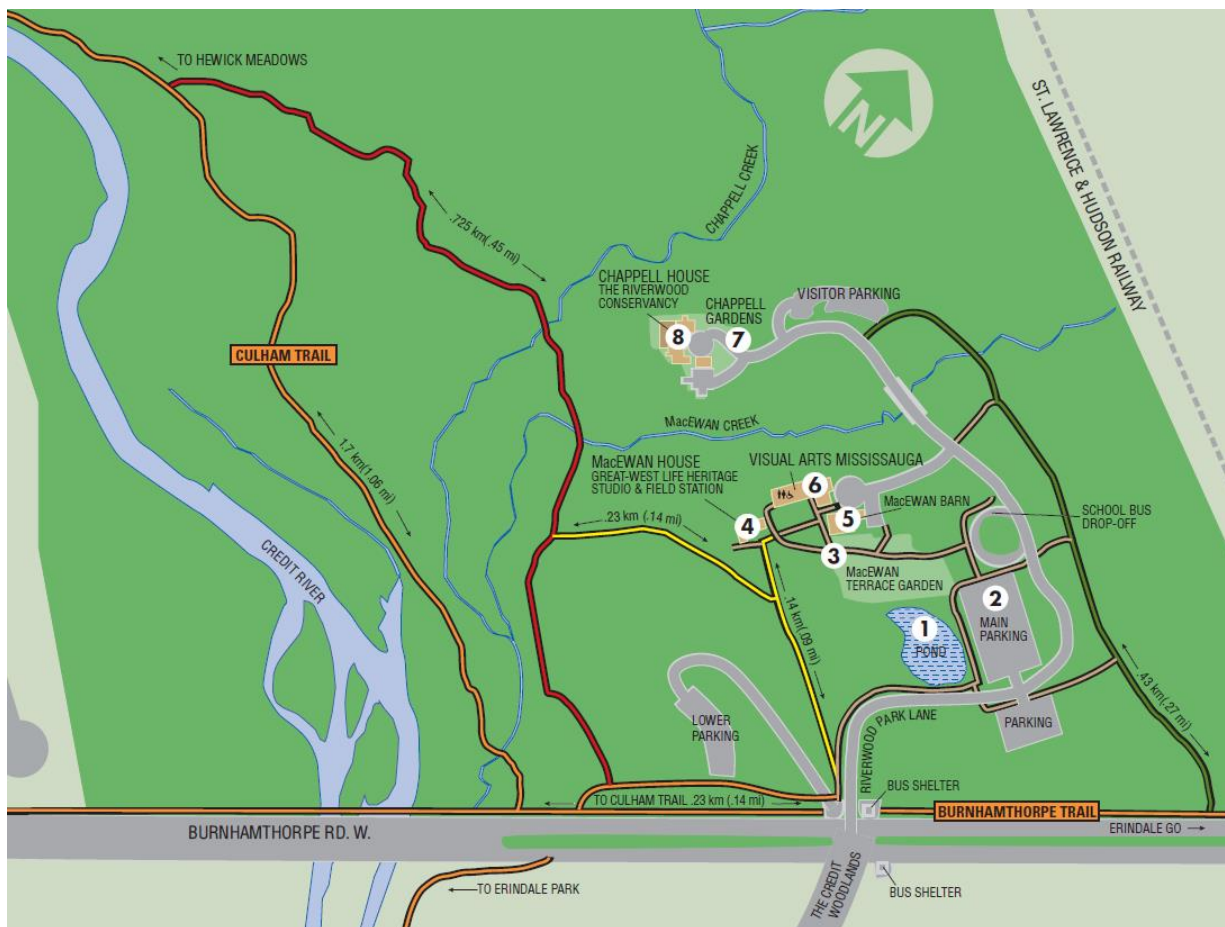 TO HEWICK MEADOWS
N
ST. LAWRENCE & HUDSON RAILWAY
CHAPPELL CREEK
.725 km(.45 mi)
CHAPPELL HOUSE
THE RIVERWOOD
CONSERVANCY
8
CHAPPELL
GARDENS
7
VISITOR PARKING
CULHAM TRAIL
1.7 km(1.06 mi)
MacEWAN CREEK
MacEWAN HOUSE
GREAT-WEST LIFE HERITAGE
STUDIO & FIELD STATION
VISUAL ARTS MISSISSAUGA
6
4
5
MacEWAN BARN
SCHOOL BUS
DROP-OFF
.23 km (.14 mi)
3
MacEWAN
TERRACE GARDEN
CREDIT RIVER
.14 km(.09 mi)
1
POND
2
MAIN
PARKING
.43 km(.27 mi)
LOWER
PARKING
RIVERWOOD PARK LANE
PARKING
TO CULHAM TRAIL .23 km (.14 mi)
BUS SHELTER
BURNHAMTHORPE TRAIL
BURNHAMTHORPE RD. W.
ERINDALE GO
TO ERINDALE PARK
THE CREDIT
WOODLANDS
BUS SHELTER